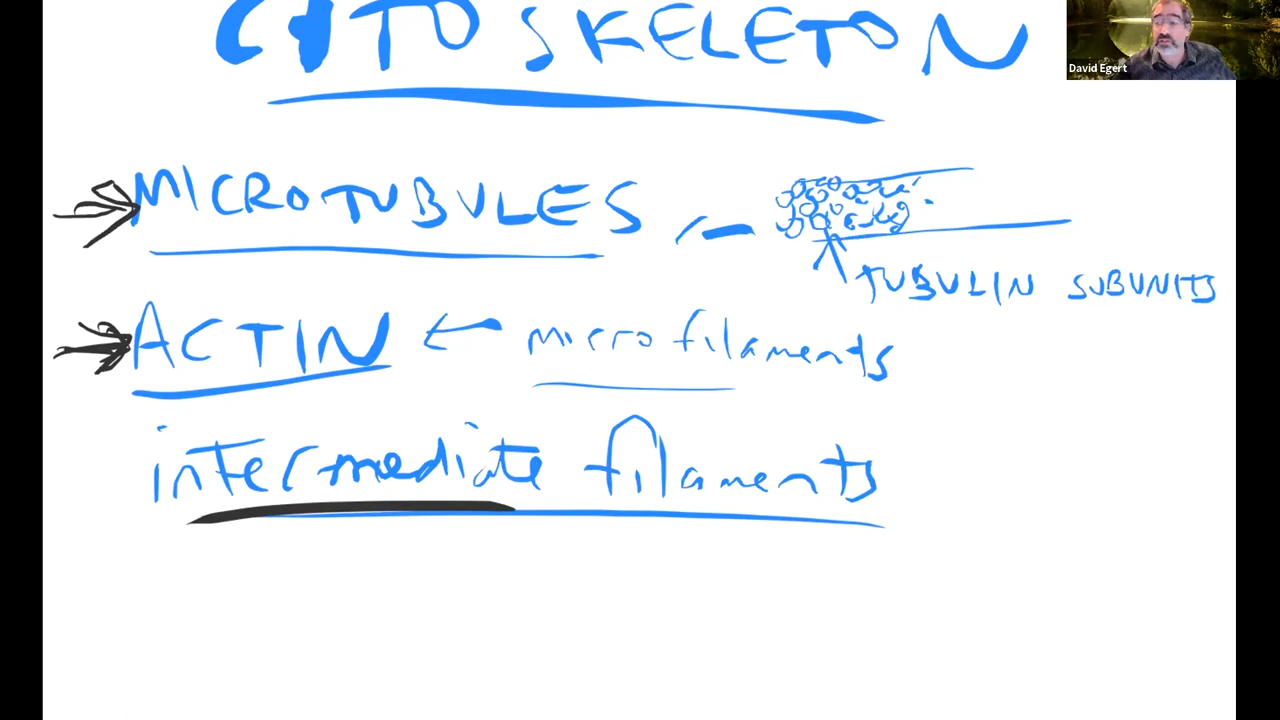 CYTOSKELETON
David Egert
MICROTUBULES
TUBULIN SUBUNITS
ACTIN ← microfilaments
intermediate filaments